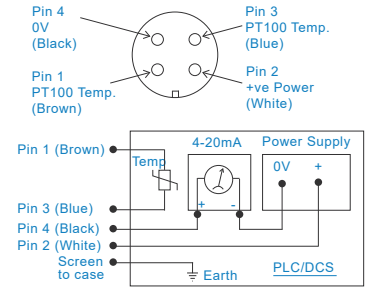 Pin 4
0V
(Black)
Pin 3
PT100 Temp.
(Blue)
Pin 1
PT100 Temp.
(Brown)
Pin 2
+ve Power
(White)
4-20mA
Power Supply
Pin 1 (Brown)
Temp
0V +
+ -
Pin 3 (Blue)
Pin 4 (Black)
Pin 2 (White)
Screen
to case
Earth
PLC/DCS